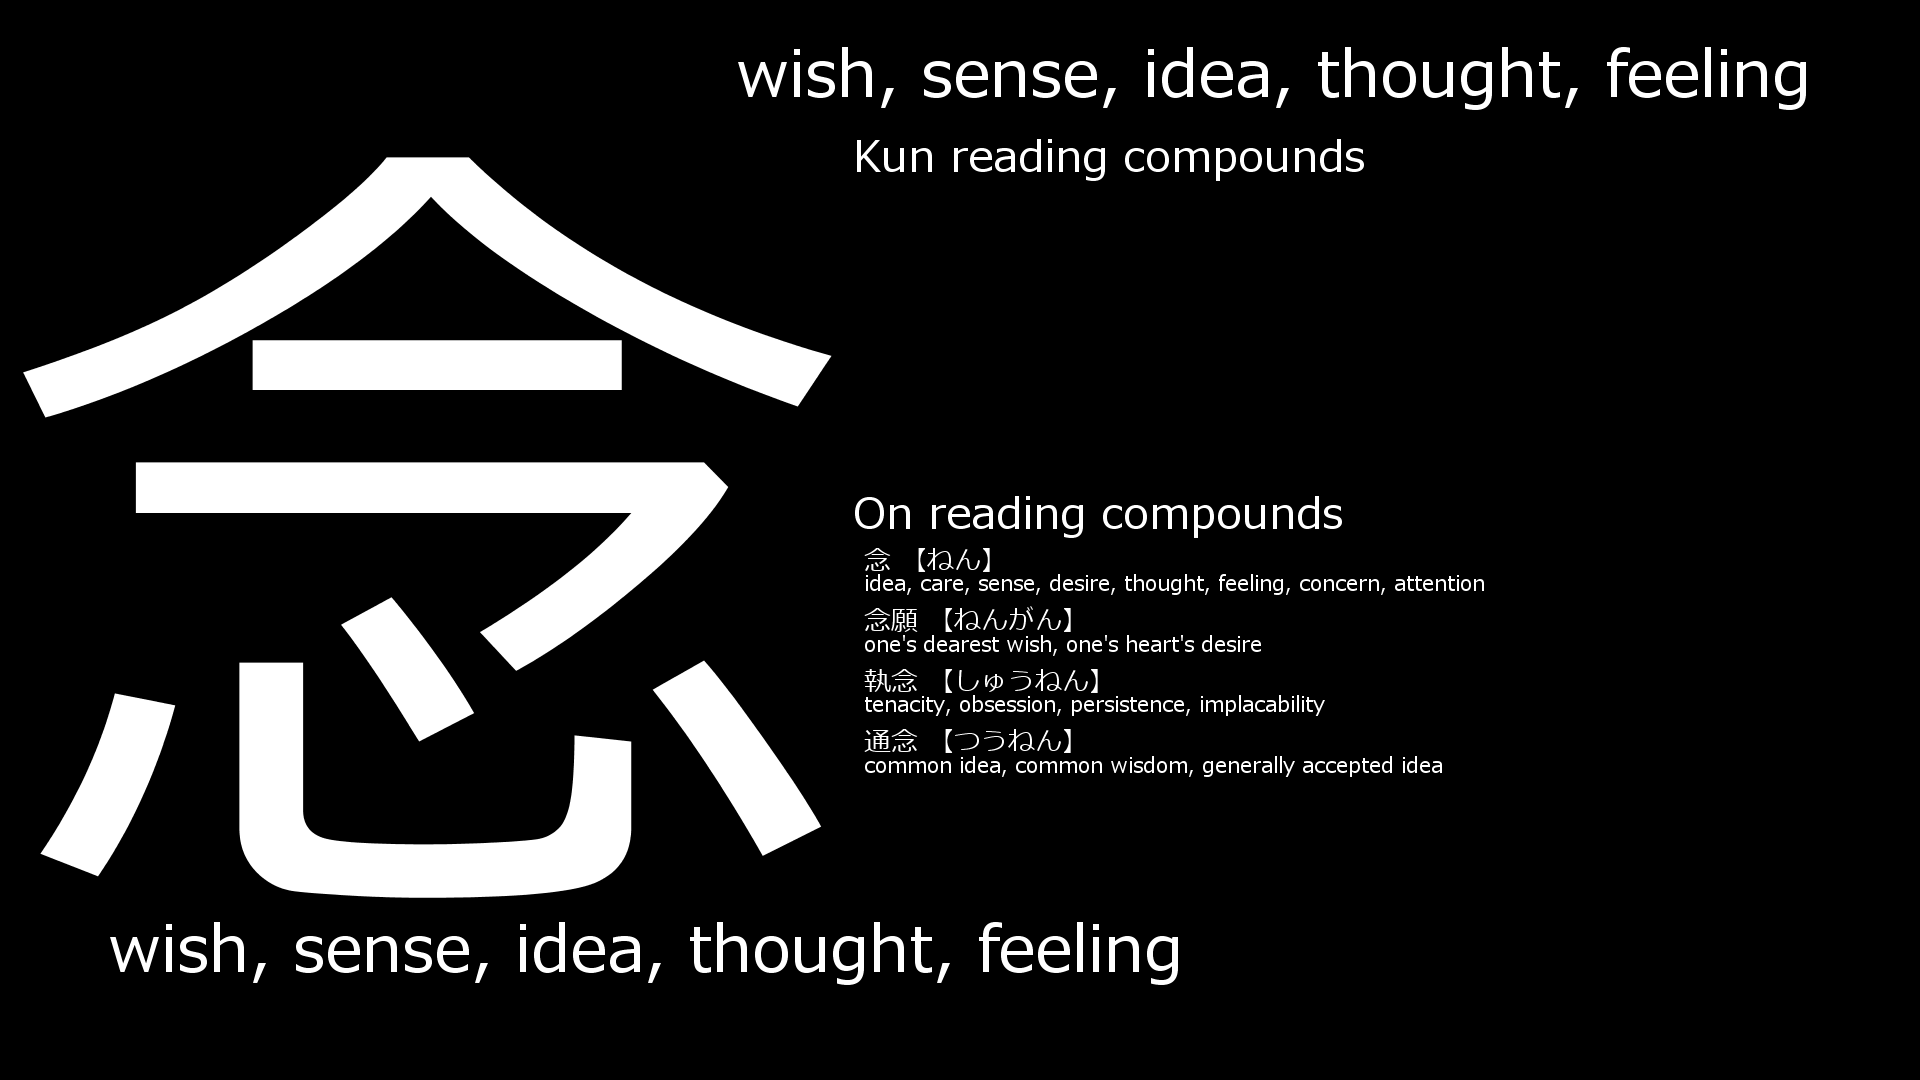 wish, sense, idea, thought, feeling
Kun reading compounds
念
On reading compounds
念 【ねん】
idea, care, sense, desire, thought, feeling, concern, attention
念願 【ねんがん】
one's dearest wish, one's heart's desire
執念 【しゅうねん】
tenacity, obsession, persistence, implacability
通念 【つうねん】
common idea, common wisdom, generally accepted idea
wish, sense, idea, thought, feeling